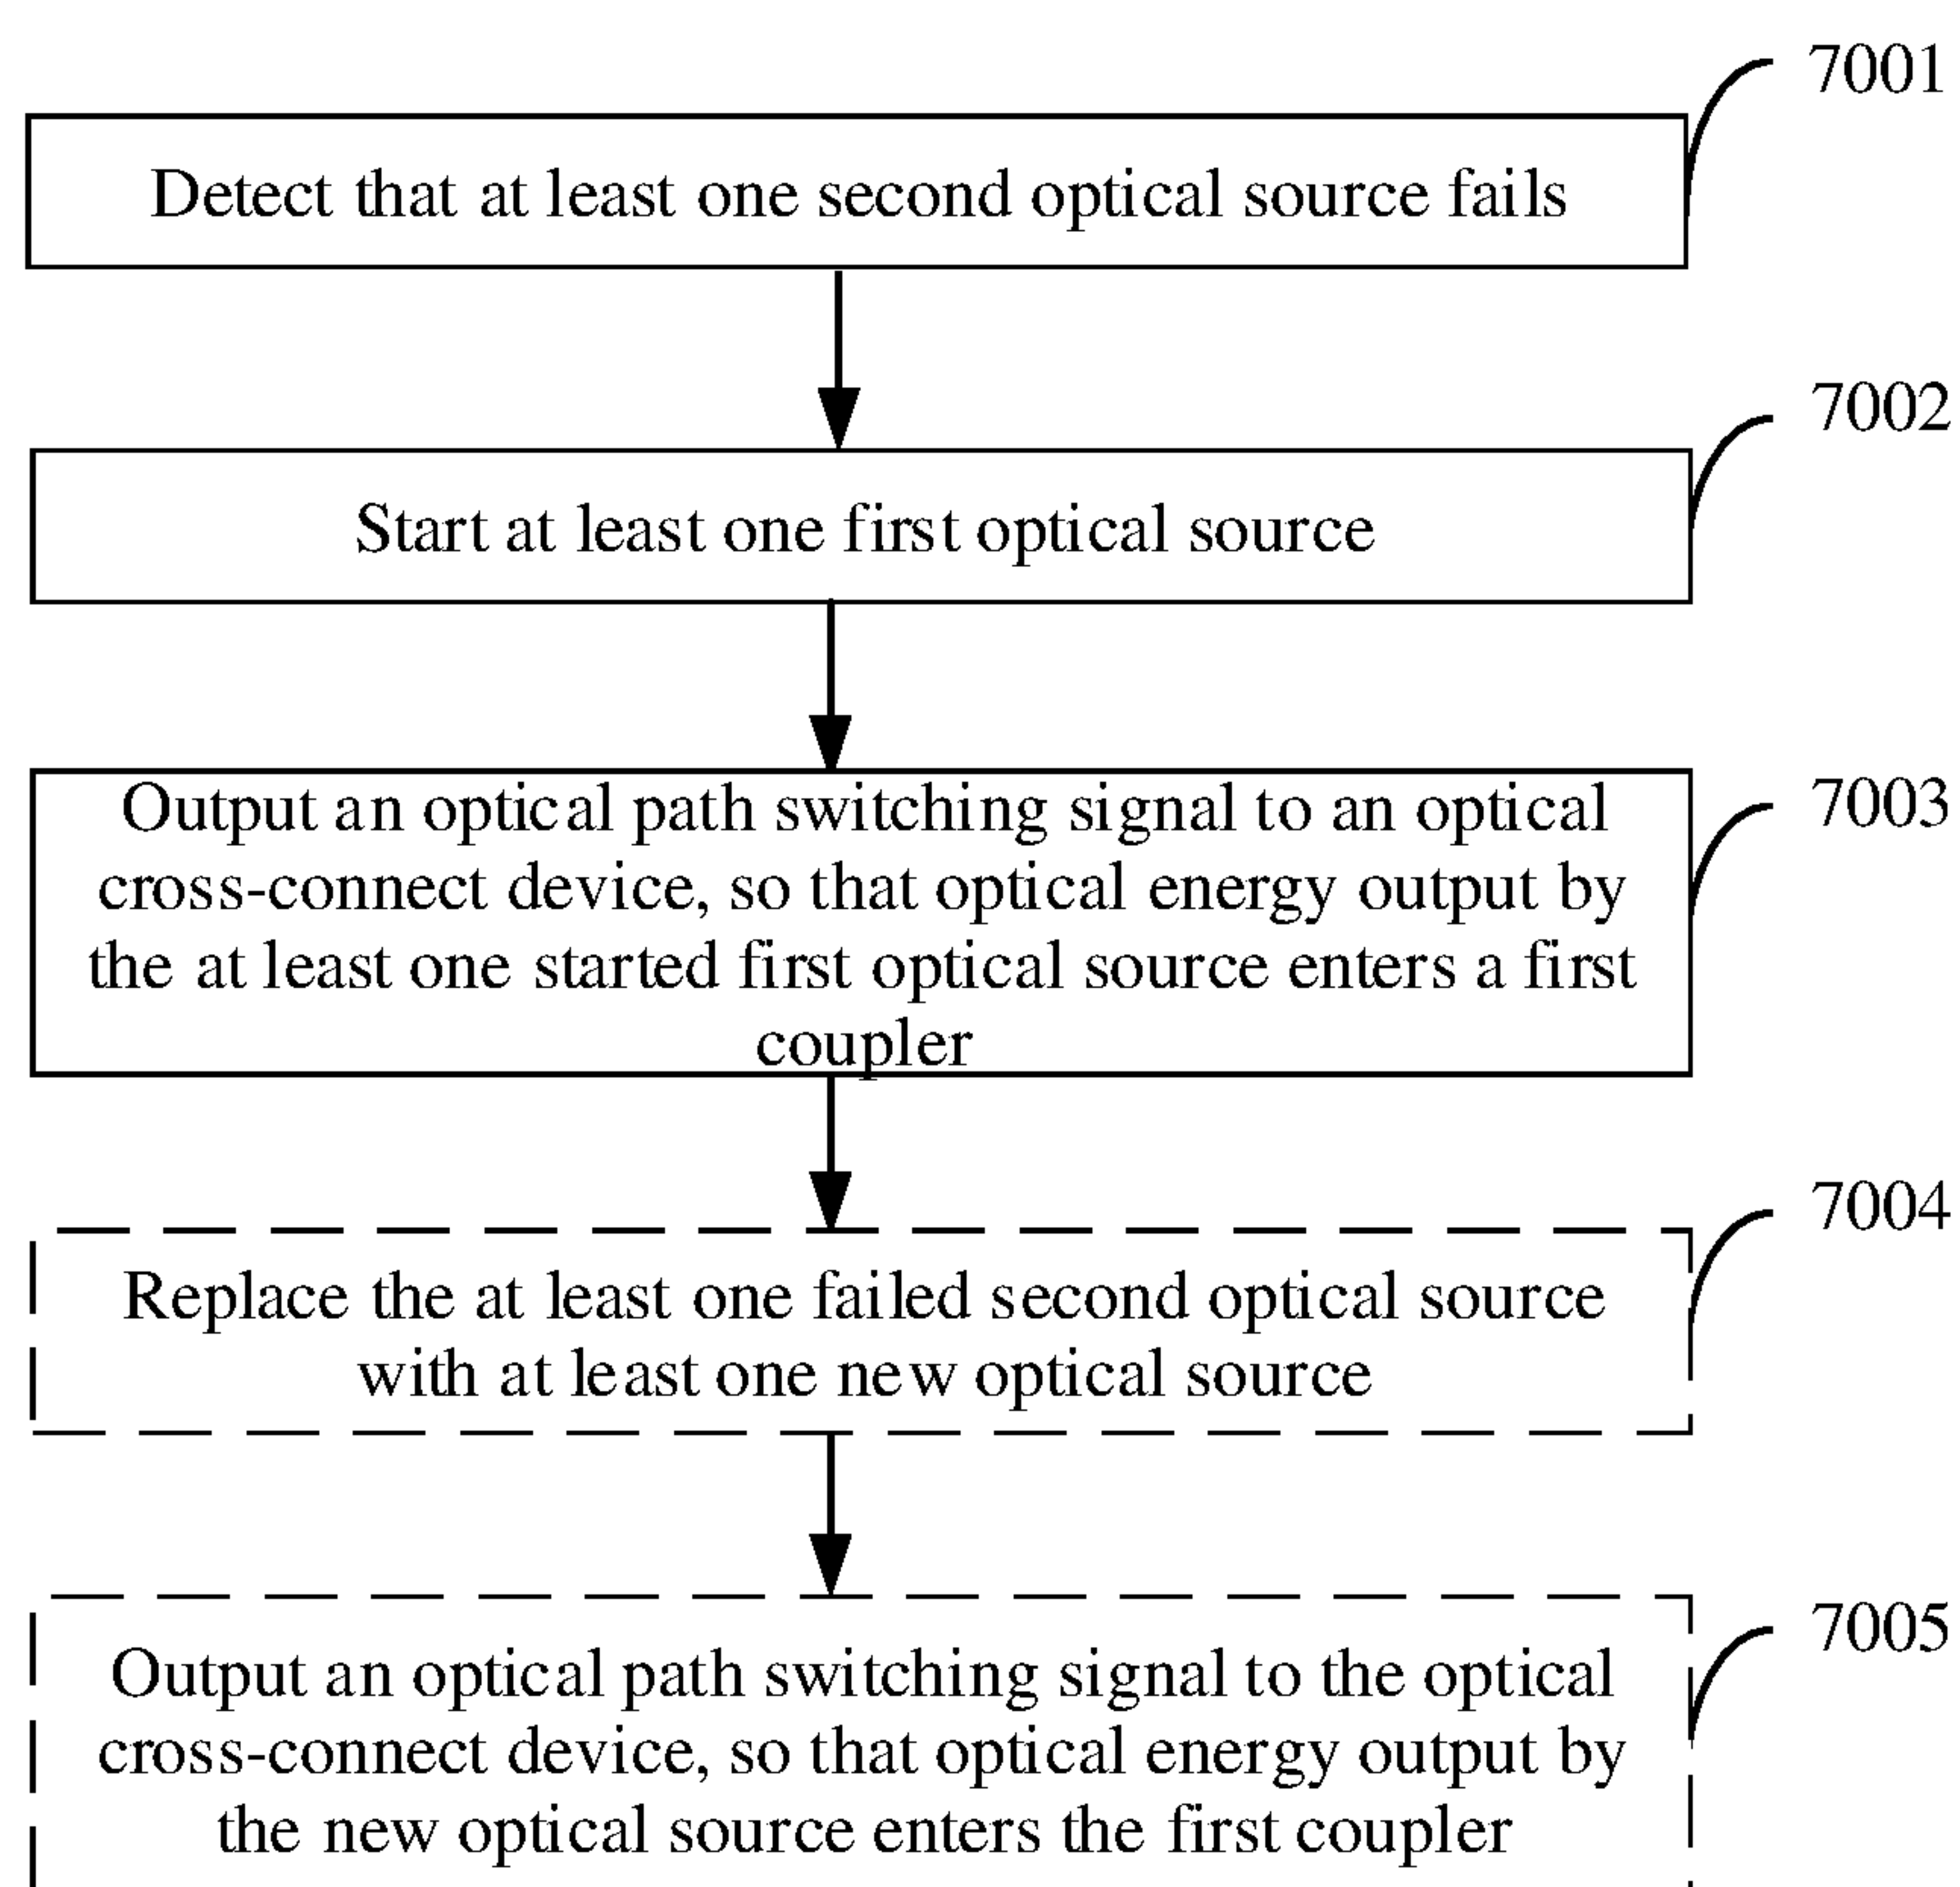 7001
Detect that at least one second optical source fails
7002
Start at least one first optical source
7003
Output an optical path switching signal to an optical
cross-connect device, so that optical energy output by
the at least one started first optical source enters a first
coupler
7004
Replace the at least one failed second optical source
with at least one new optical source
7005
Output an optical path switching signal to the optical
cross-connect device, so that optical energy output by
the new optical source enters the first coupler